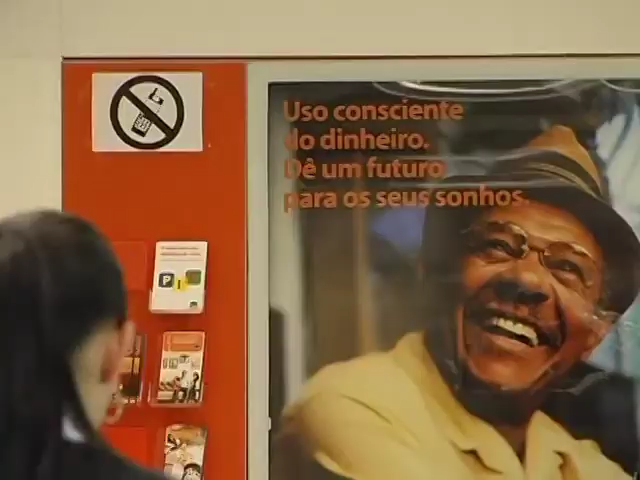 Uso consciente
do dinheiro.
Dê um futuro
para os seus sonhos.
P